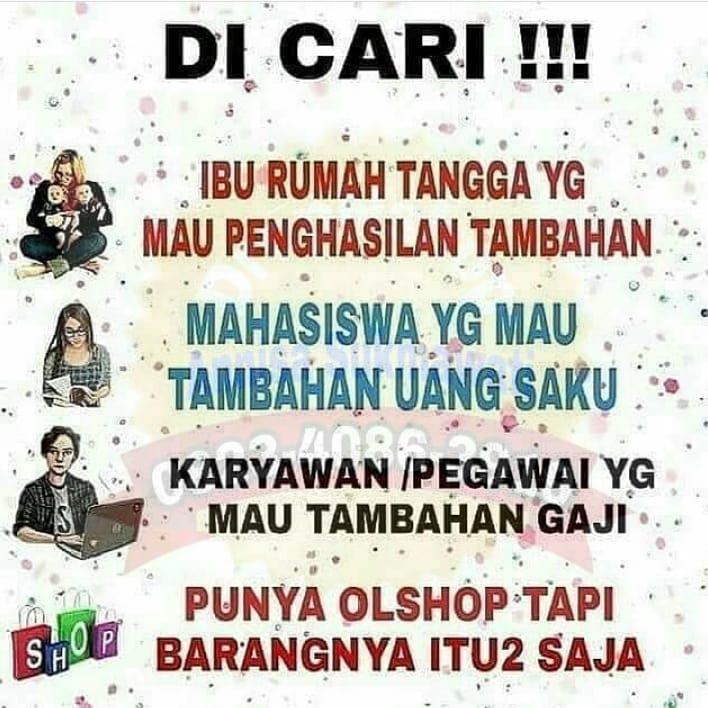 DI CARI !!!
IBU RUMAH TANGGA YG
MAU PENGHASILAN TAMBAHAN
MAHASISWA YG MAU
TAMBAHAN UANG SAKU
KARYAWAN /PEGAWAI YG
MAU TAMBAHAN GAJI
SHOP
PUNYA OLSHOP TAPI
BARANGNYA ITU2 SAJA